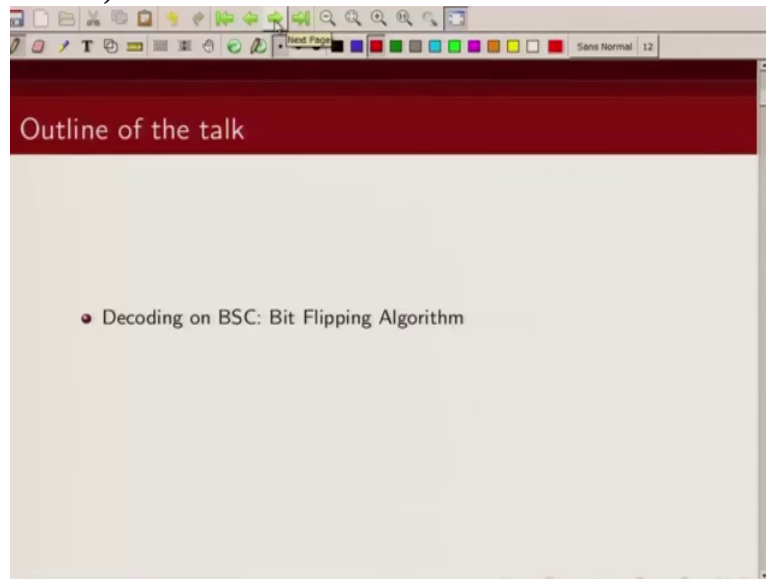 T
Next Page
Sans Normal 12
Outline of the talk
Decoding on BSC: Bit Flipping Algorithm